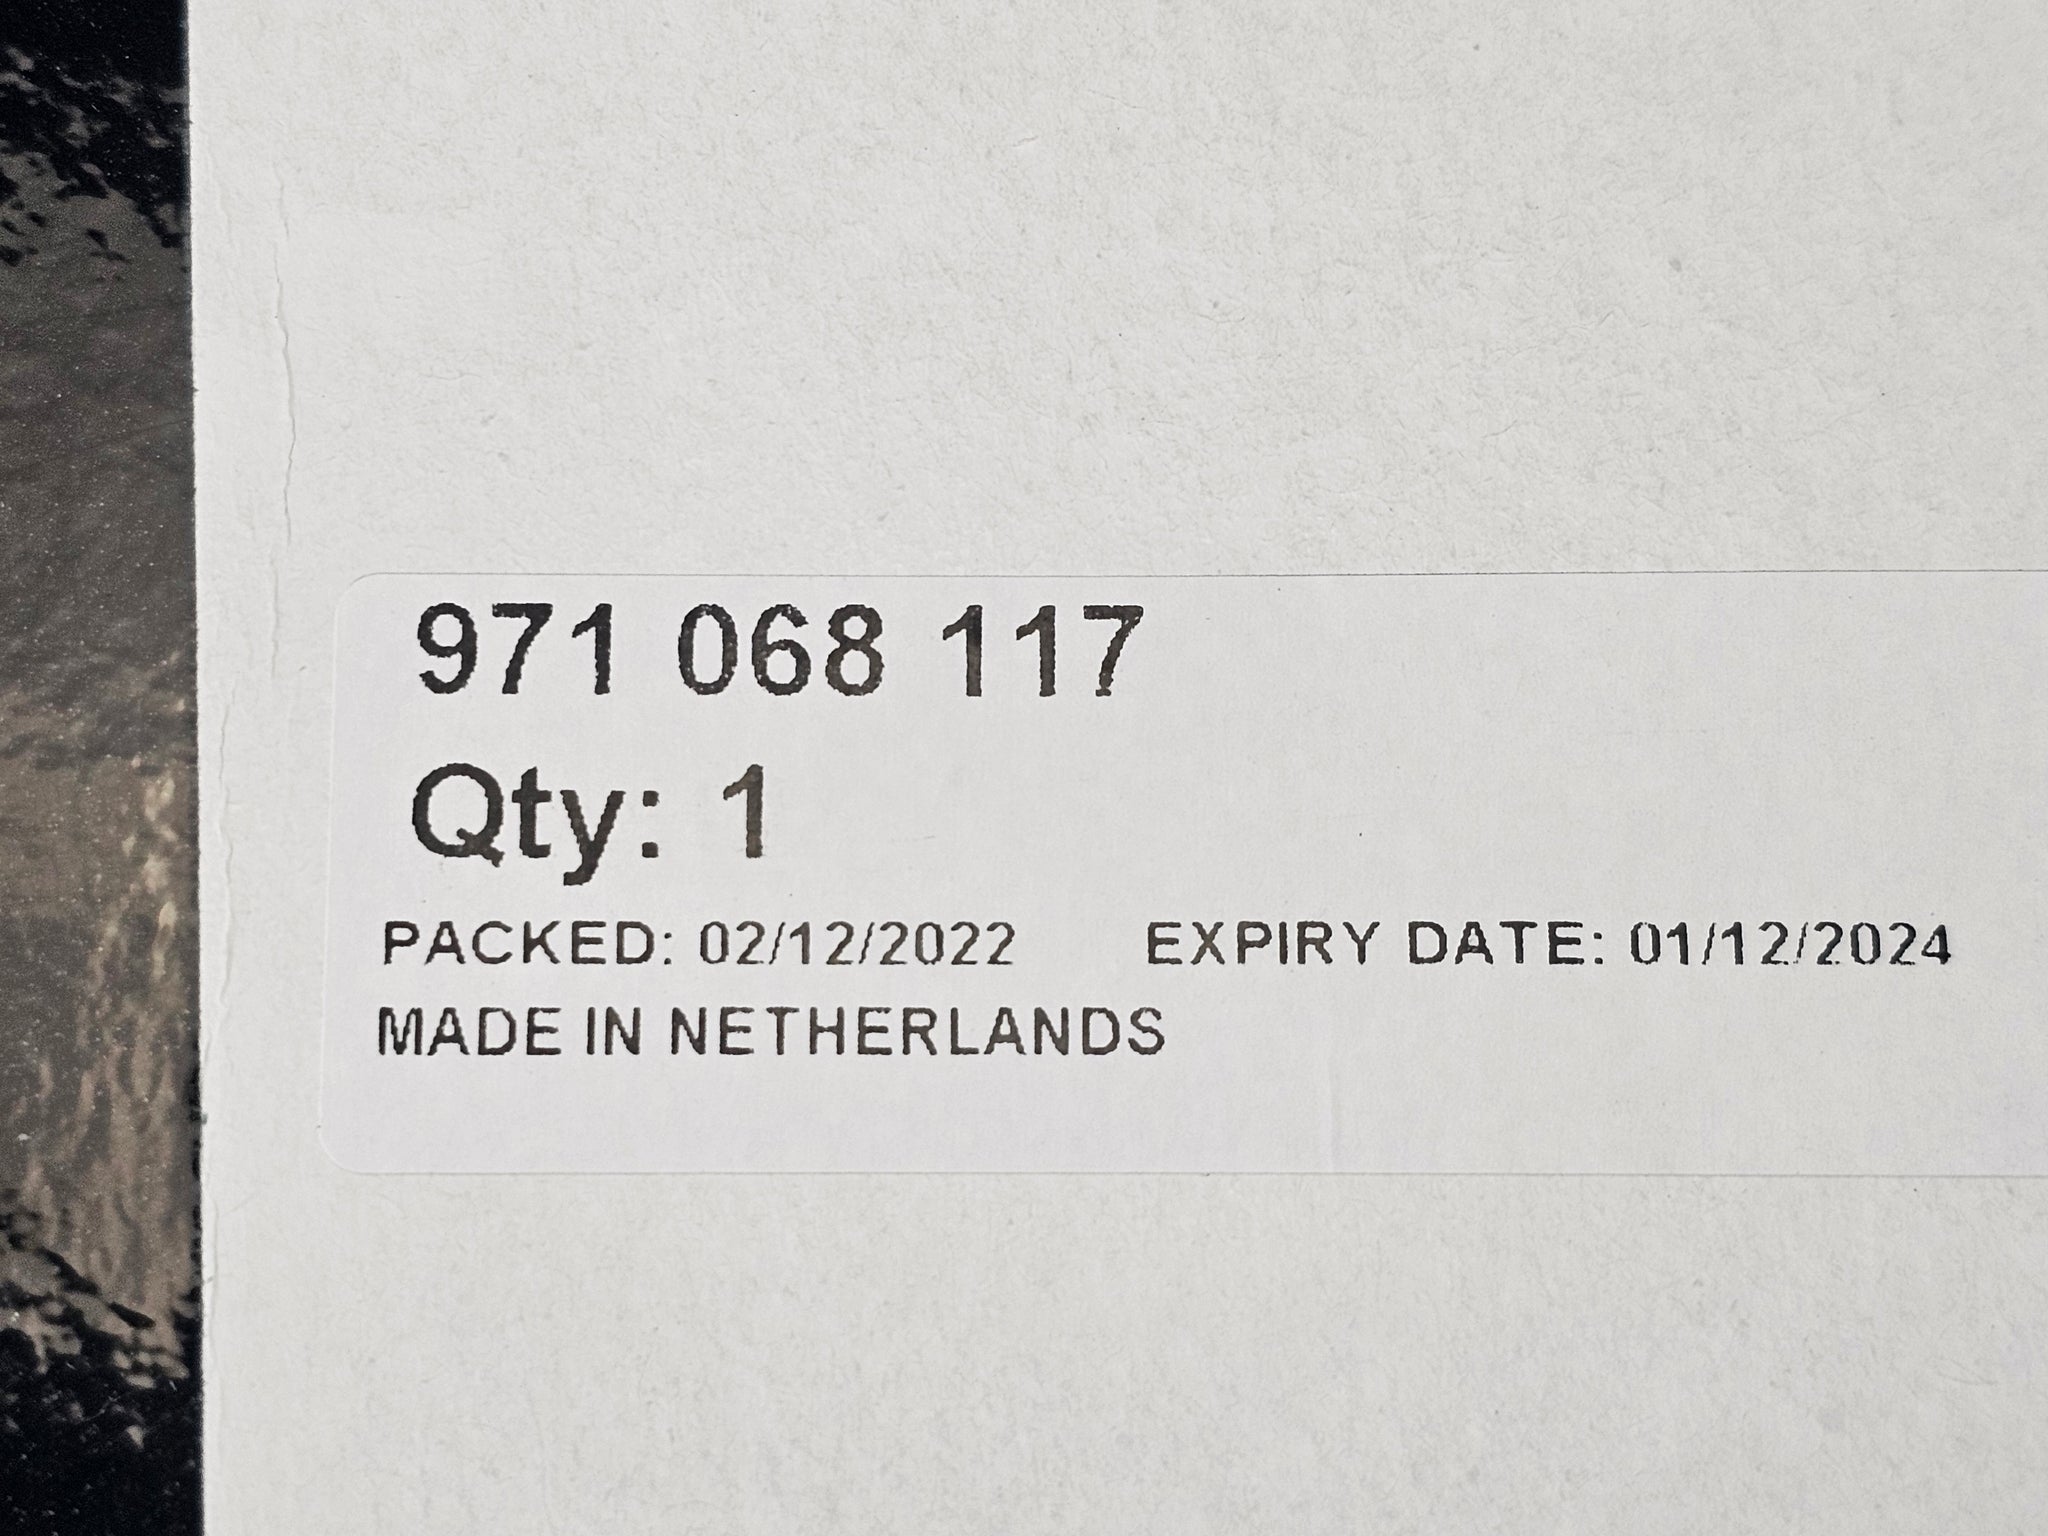 971 068 117
Qty: 1
PACKED: 02/12/2022 EXPIRY DATE: 01/12/2024
MADE IN NETHERLANDS